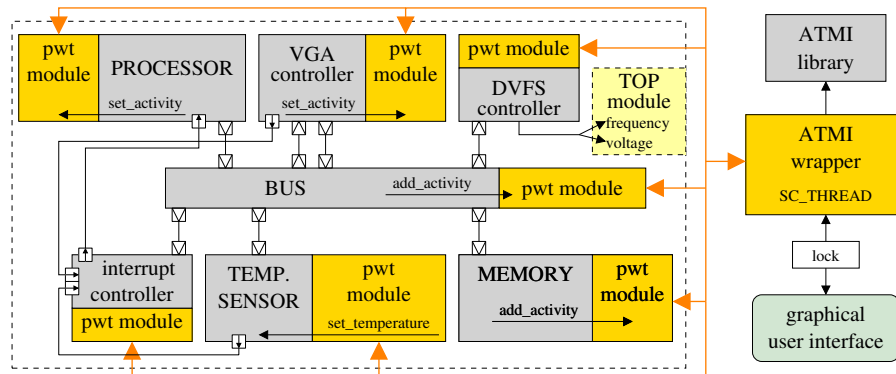 pwt
module
PROCESSOR
set_activity
VGA
controller
set_activity
pwt
module
pwt module
DVFS
controller
TOP
module
frequency
voltage
ATMI
library
ATMI
wrapper
SC_THREAD
BUS
add_activity
pwt module
lock
interrupt
controller
pwt module
TEMP.
SENSOR
pwt
module
set_temperature
MEMORY
add_activity
pwt
module
graphical
user interface